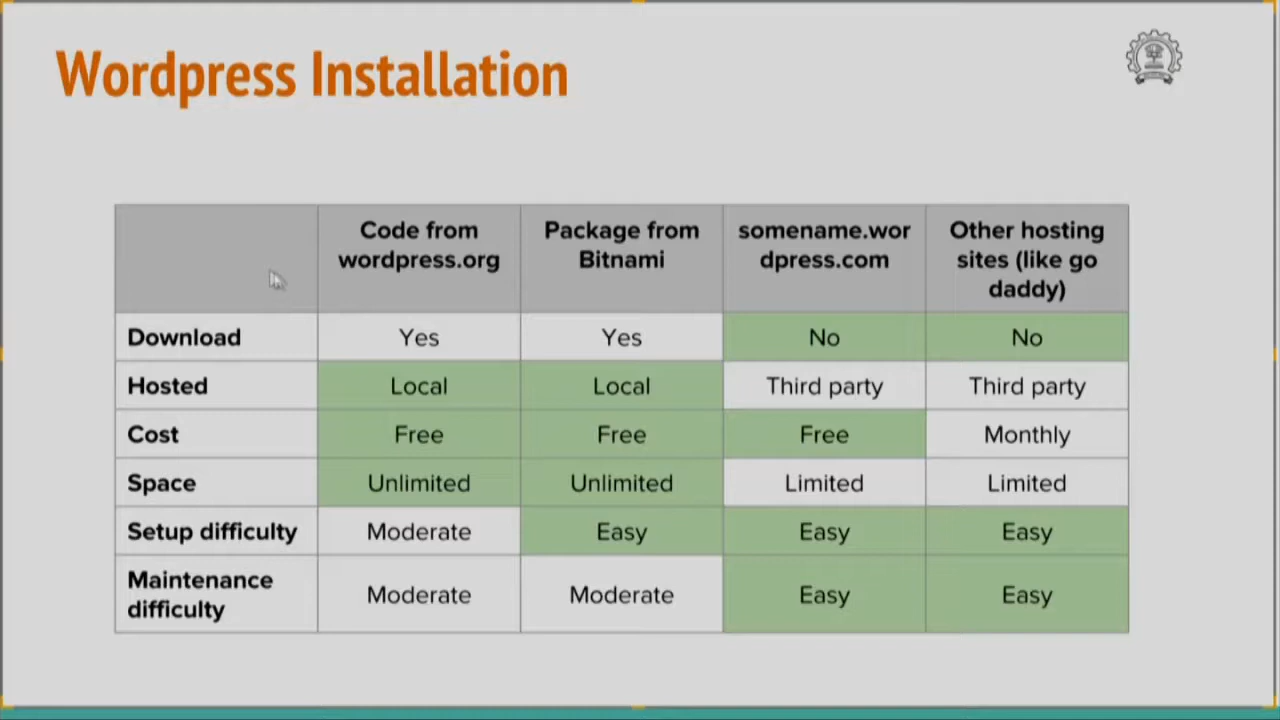 Wordpress Installation
Code from
wordpress.org
Package from
Bitnami
somename.wor
dpress.com
Other hosting
sites (like go
daddy)
Download Yes Yes No No
Hosted Local Local Third party Third party
Cost Free Free Free Monthly
Space Unlimited Unlimited Limited Limited
Setup difficulty Moderate Easy Easy Easy
Maintenance
difficulty
Moderate Moderate Easy Easy